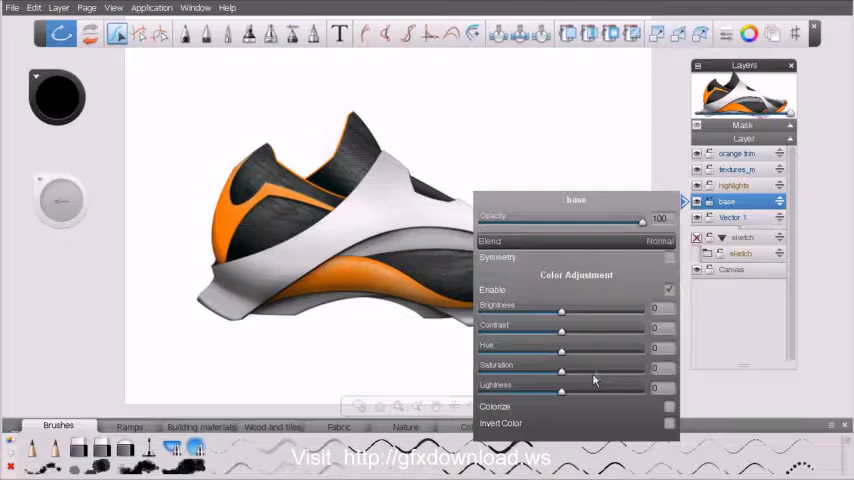 File Edit Layer Page View Application Window Help
T
Layers
Mask
Layer
orange trim
textures_m
highlights
base
Vector 1
sketch
sketch
Canvas
base
Opacity 100
Blend Normal
Symmetry
Color Adjustment
Enable
Brightness 0
Contrast 0
Hue 0
Saturation 0
Lightness 0
Colorize
Invert Color
Brushes Ramps Building materials Wood and tiles Fabric Nature
Visit http://gfxdownload.ws